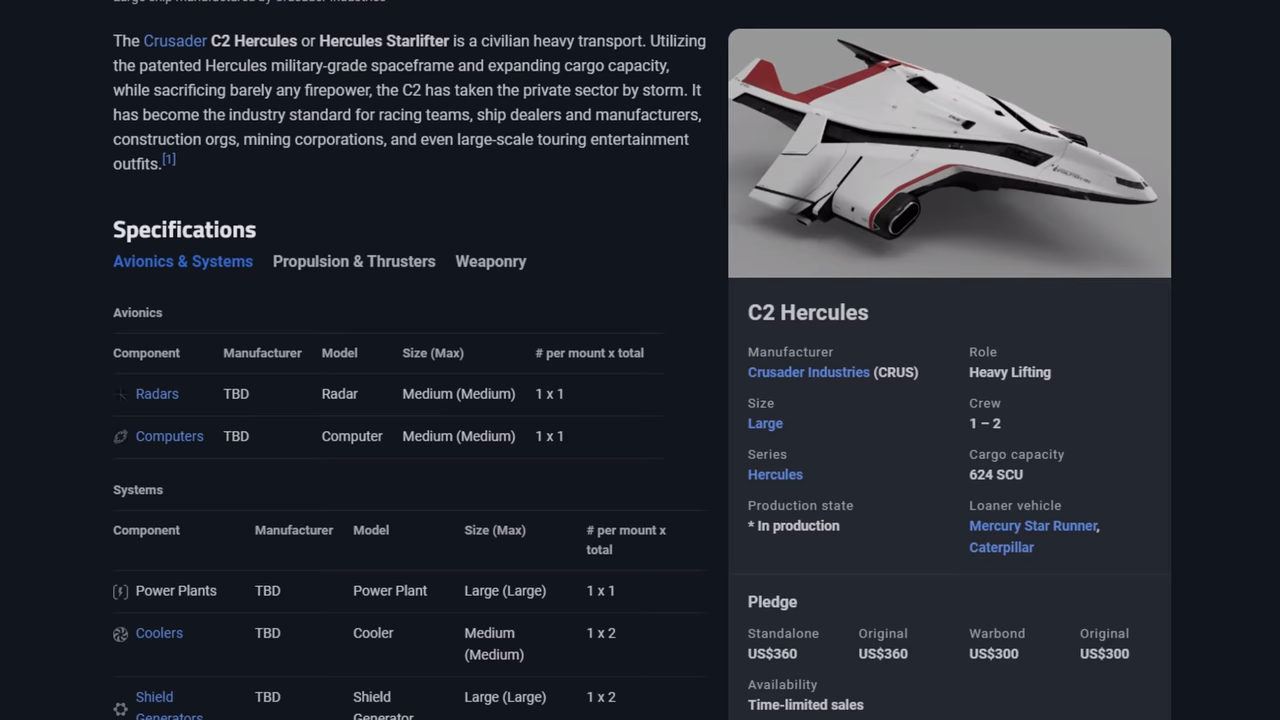 Large ship manufactured by Crusader Industries
The Crusader C2 Hercules or Hercules Starlifter is a civilian heavy transport. Utilizing
the patented Hercules military-grade spaceframe and expanding cargo capacity,
while sacrificing barely any firepower, the C2 has taken the private sector by storm. It
has become the industry standard for racing teams, ship dealers and manufacturers,
construction orgs, mining corporations, and even large-scale touring entertainment
outfits.[1]
Specifications
Avionics & Systems Propulsion & Thrusters Weaponry
Avionics
Component Manufacturer Model Size (Max) # per mount x total
Radars TBD Radar Medium (Medium) 1 x 1
Computers TBD Computer Medium (Medium) 1 x 1
Systems
Component Manufacturer Model Size (Max) # per mount x
total
Power Plants TBD Power Plant Large (Large) 1 x 1
Coolers TBD Cooler Medium 1 x 2
(Medium)
Shield TBD Shield Large (Large) 1 x 2
Generators Generator
C2 Hercules
Manufacturer Role
Crusader Industries (CRUS) Heavy Lifting
Size Crew
Large 1 – 2
Series Cargo capacity
Hercules 624 SCU
Production state Loaner vehicle
* In production Mercury Star Runner,
Caterpillar
Pledge
Standalone Original Warbond Original
US$360 US$360 US$300 US$300
Availability
Time-limited sales